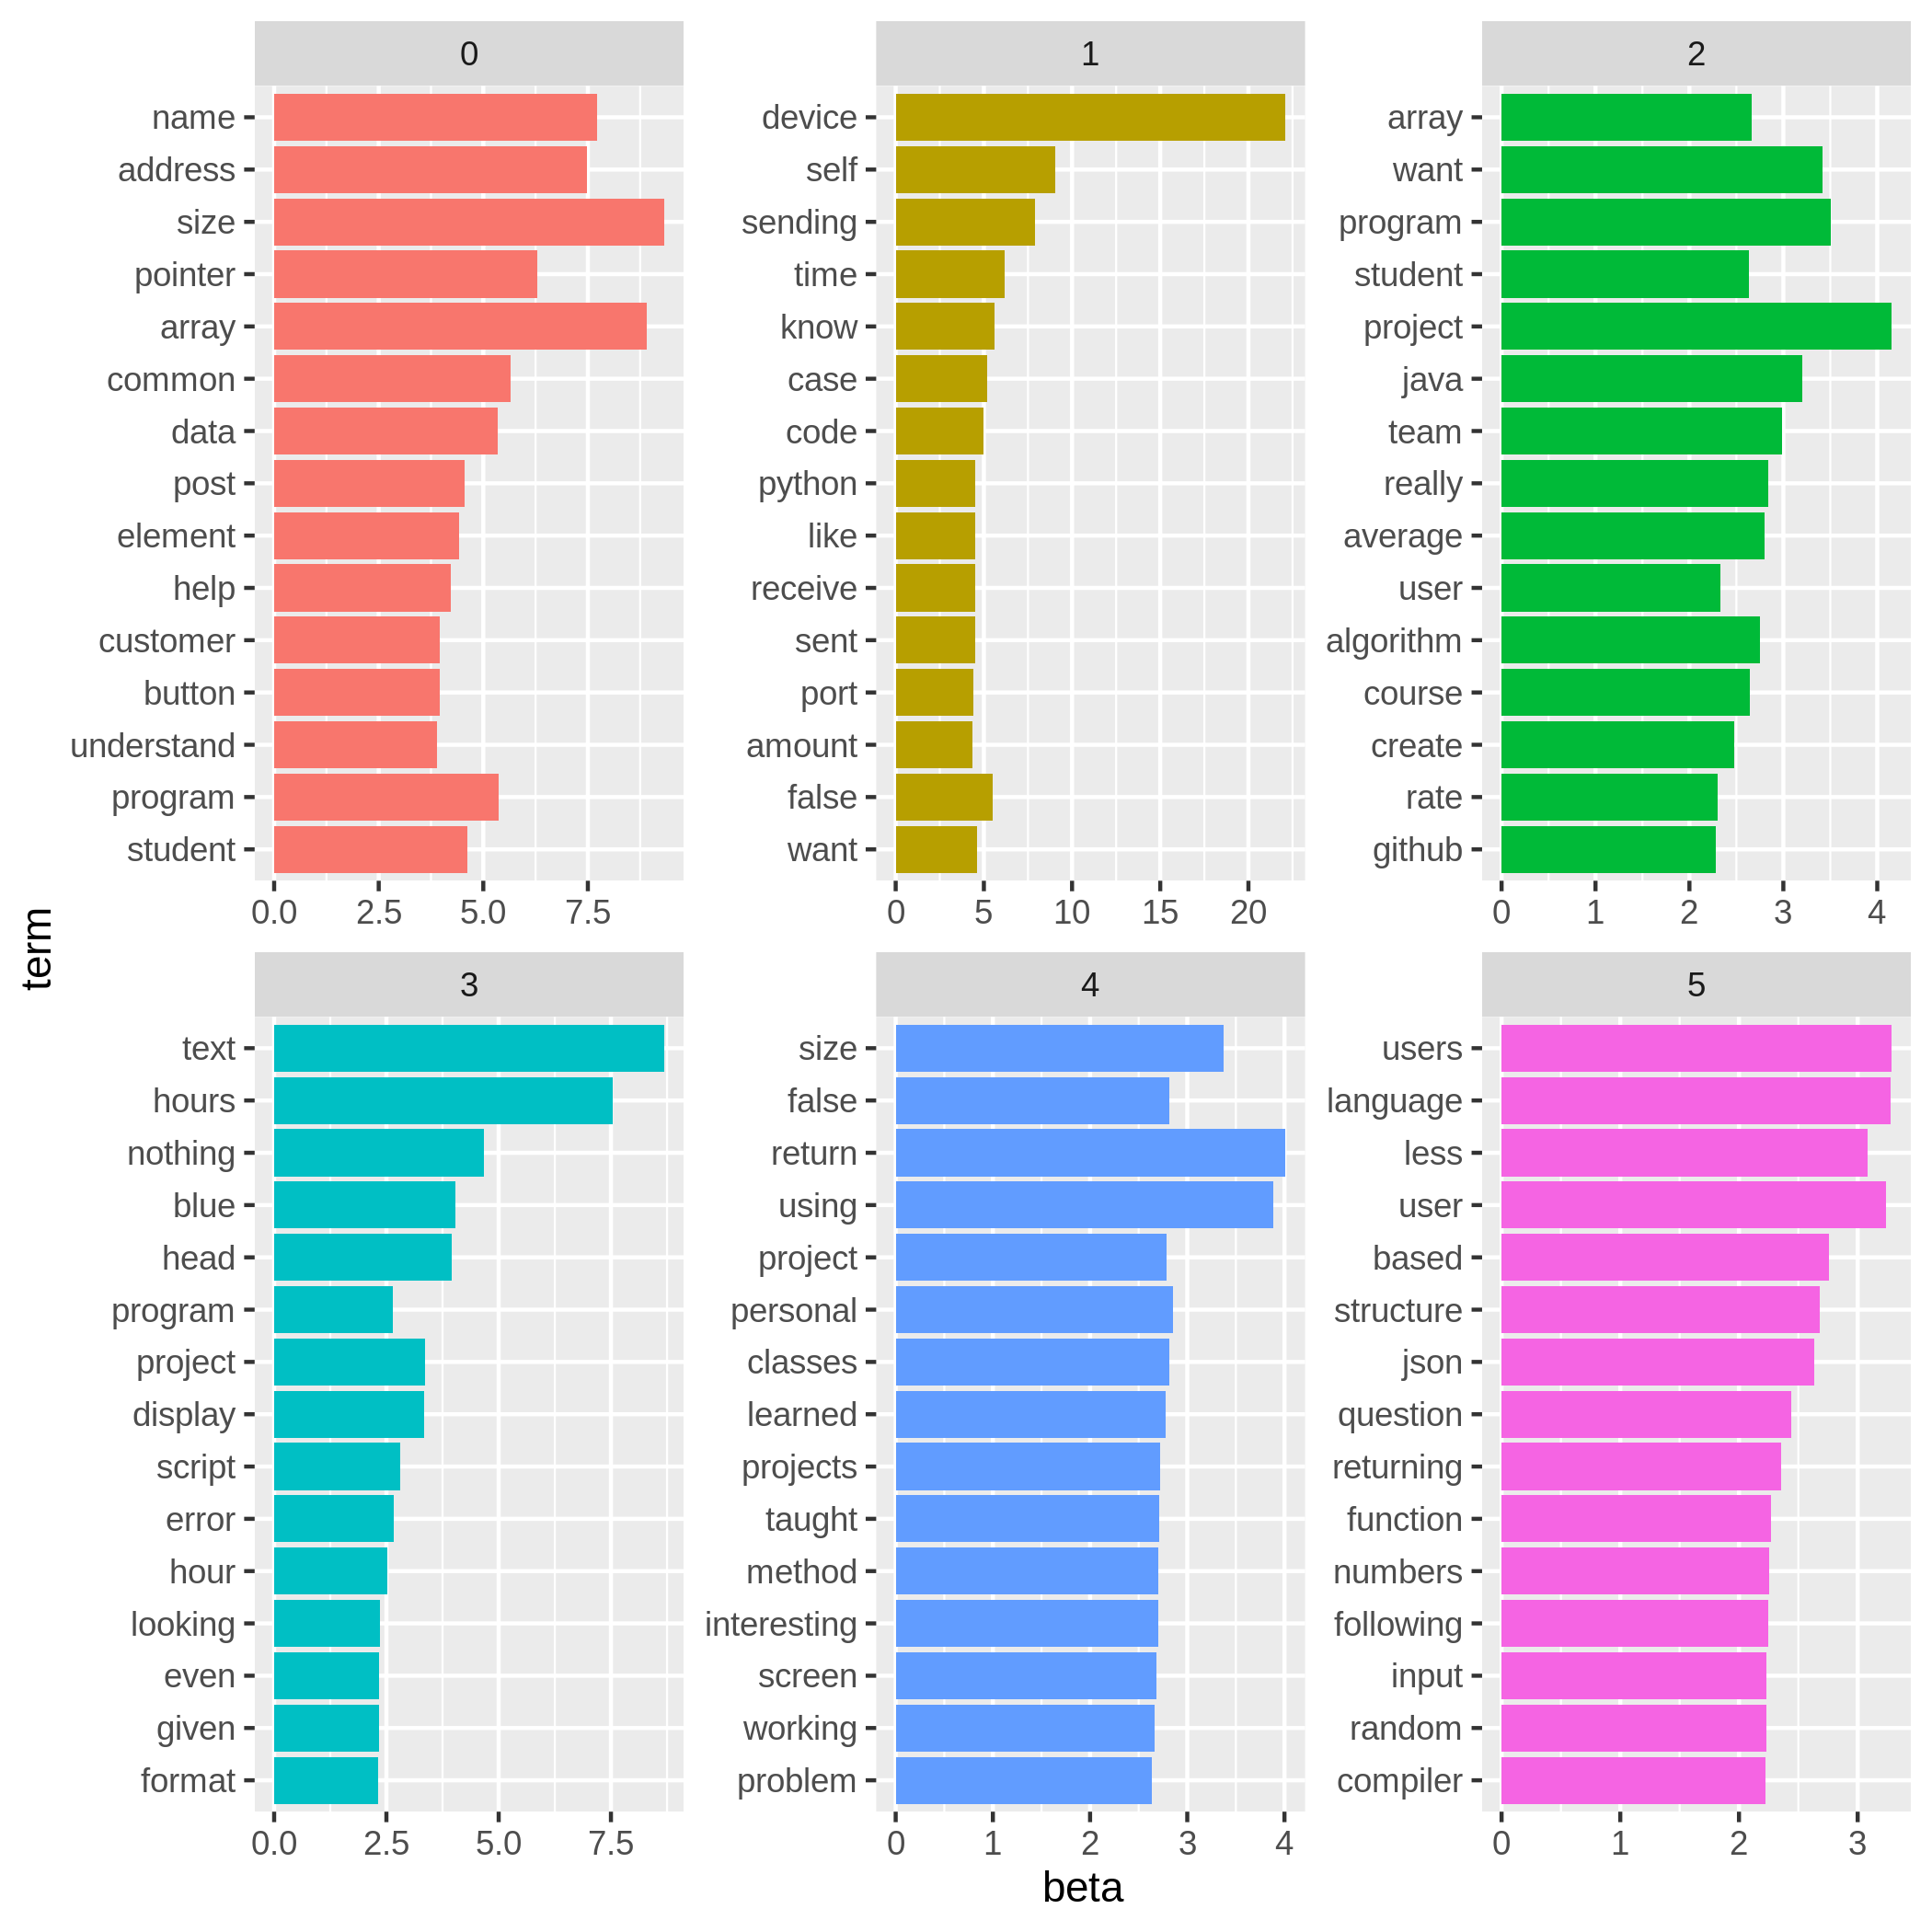 0
name
address
size
pointer
array
common
data
post
element
help
customer
button
understand
program
student
0.0 2.5 5.0 7.5
1
device
self
sending
time
know
case
code
python
like
receive
sent
port
amount
false
want
0 5 10 15 20
2
array
want
program
student
project
java
team
really
average
user
algorithm
course
create
rate
github
0 1 2 3 4
term
3
text
hours
nothing
blue
head
program
project
display
script
error
hour
looking
even
given
format
0.0 2.5 5.0 7.5
4
size
false
return
using
project
personal
classes
learned
projects
taught
method
interesting
screen
working
problem
0 1 2 3 4
5
users
language
less
user
based
structure
json
question
returning
function
numbers
following
input
random
compiler
0 1 2 3
beta